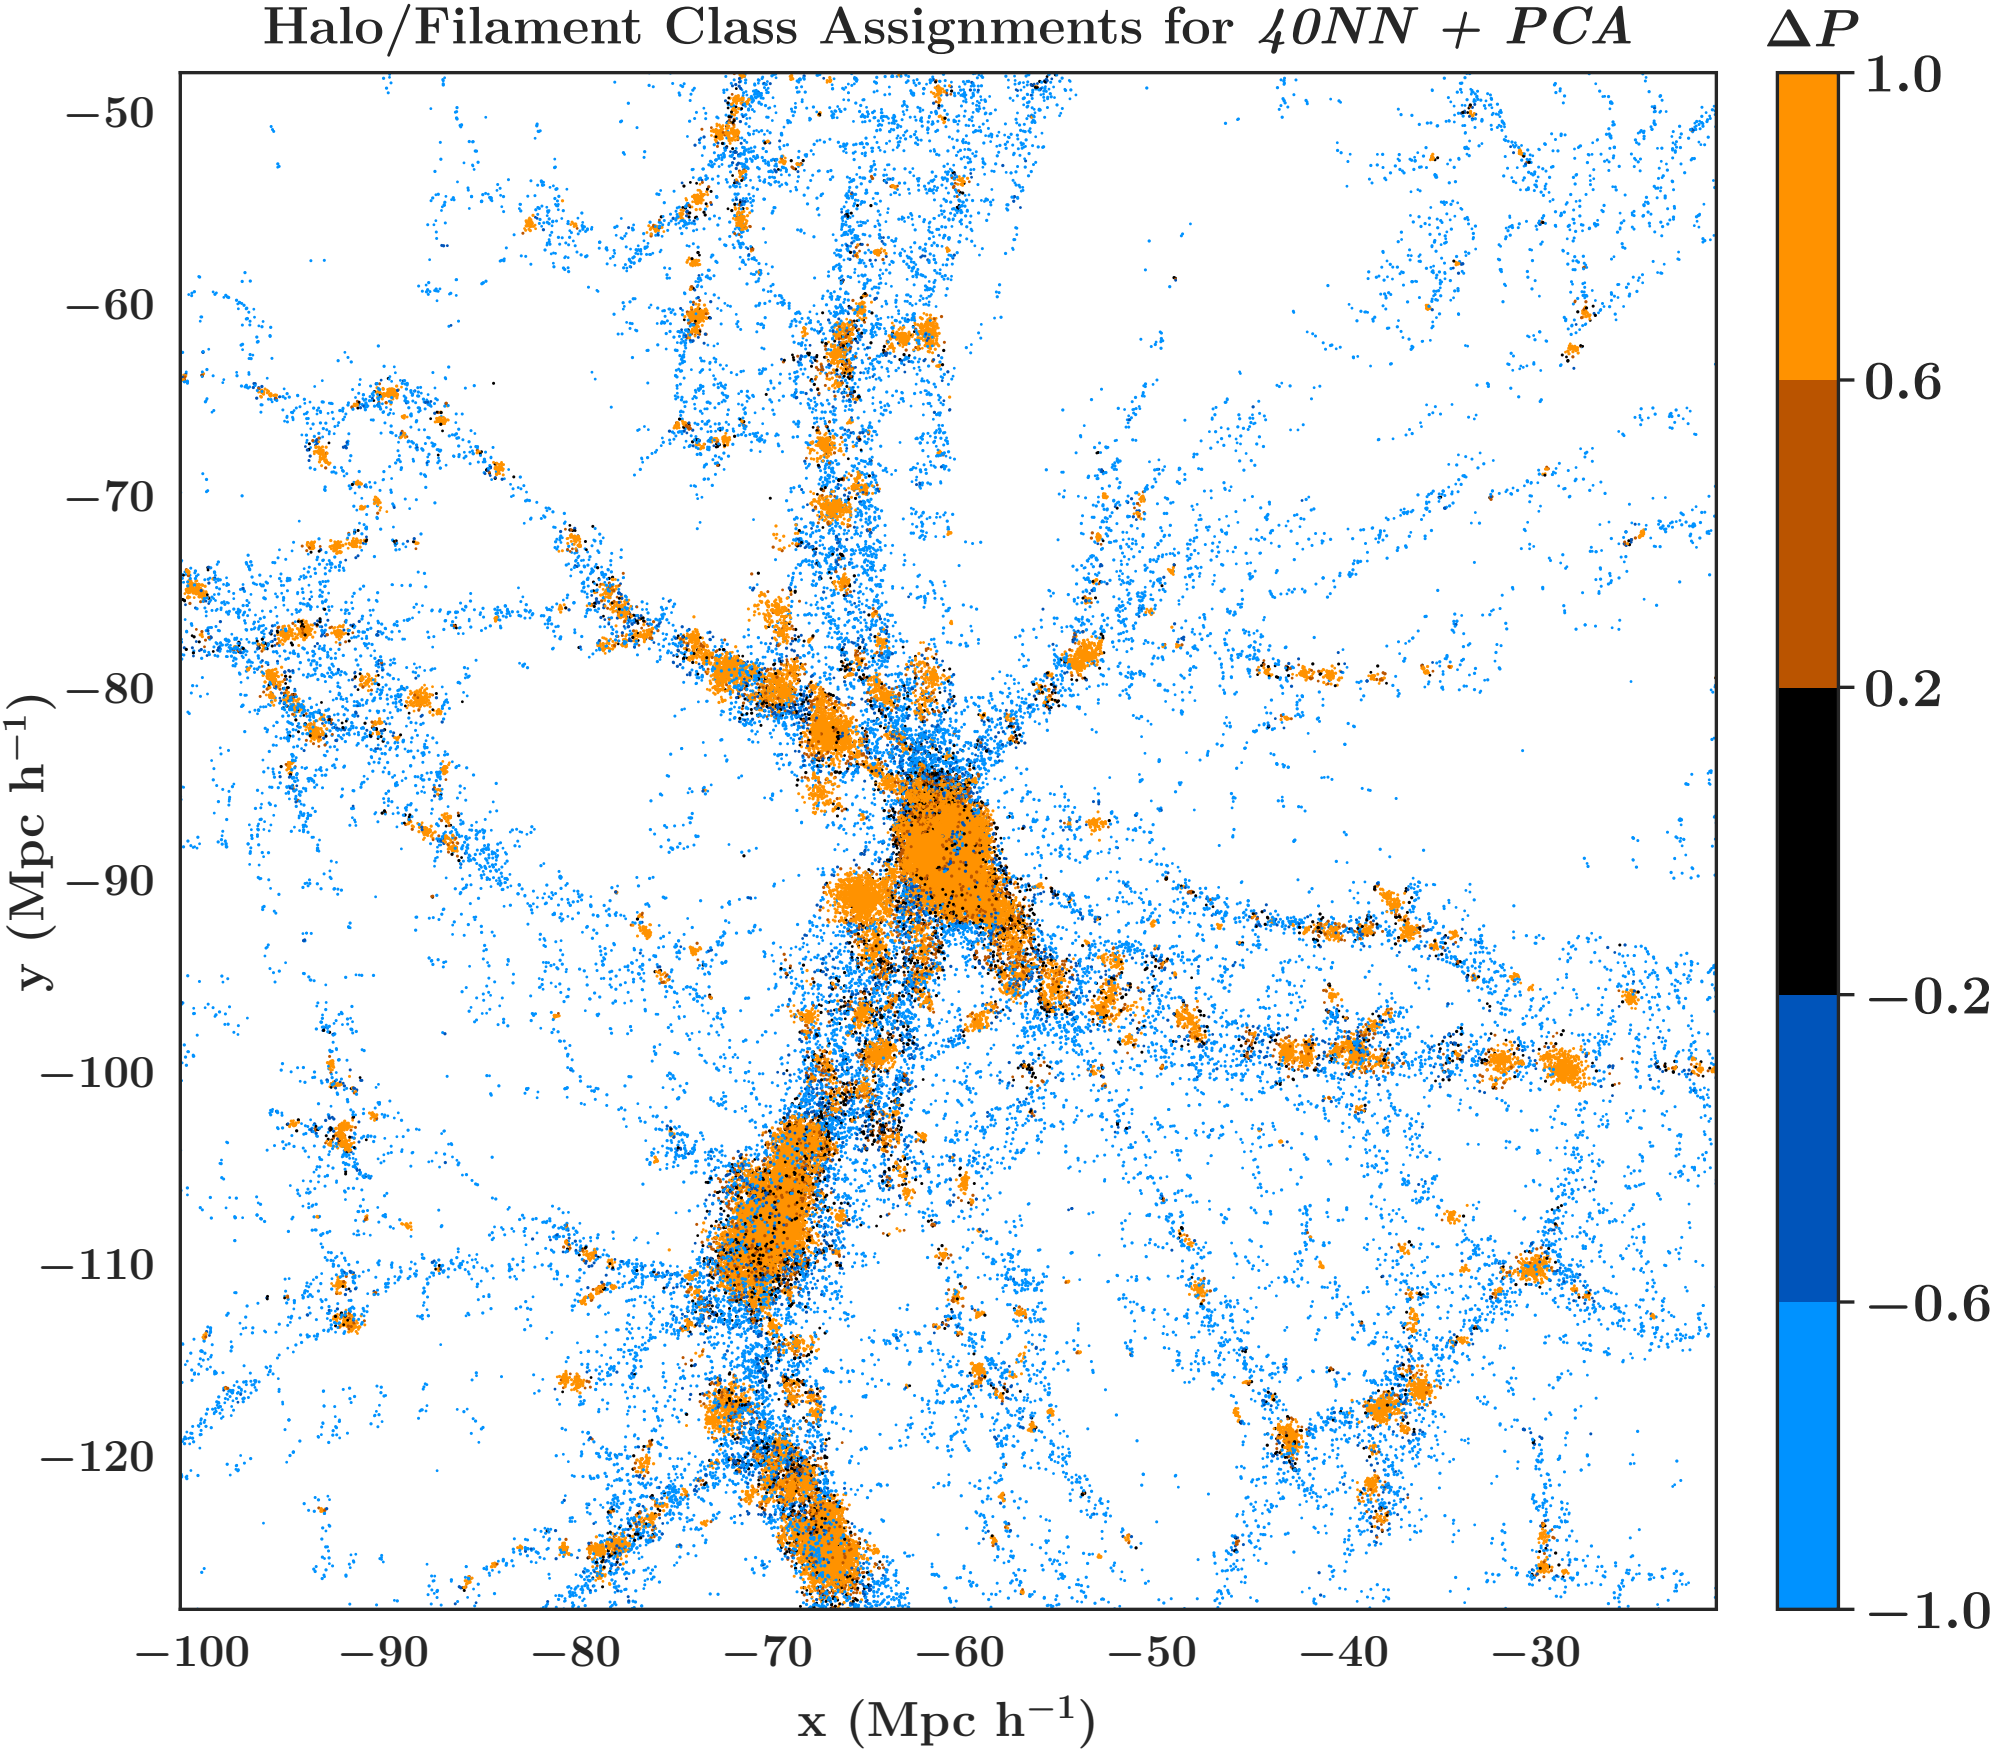 Halo/Filament Class Assignments for 40NN + PCA
ΔP
1.0
0.6
0.2
−0.2
−0.6
−1.0
−50
−60
−70
−80
−90
−100
−110
−120
y (Mpc h⁻¹)
−100 −90 −80 −70 −60 −50 −40 −30
x (Mpc h⁻¹)